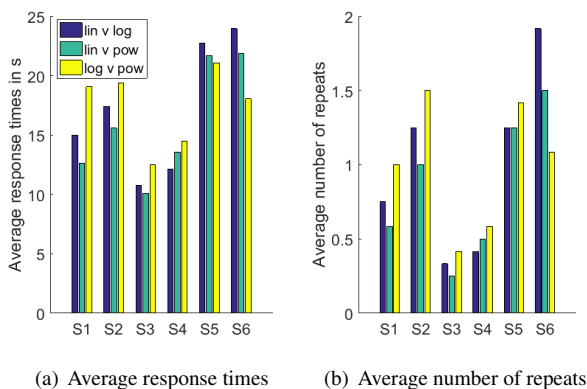 25
20
15
10
5
0
Average response times in s
lin v log
lin v pow
log v pow
S1 S2 S3 S4 S5 S6
(a) Average response times
2
1.5
1
0.5
0
Average number of repeats
S1 S2 S3 S4 S5 S6
(b) Average number of repeats